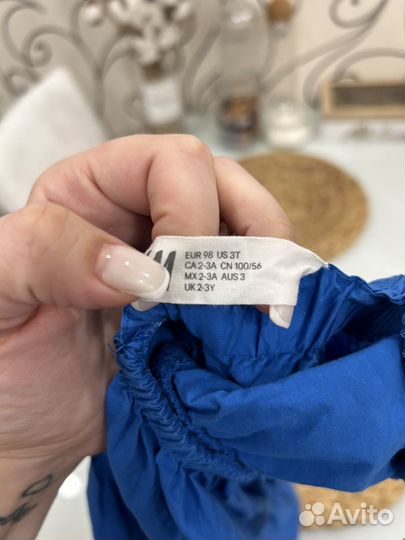 EUR 98 US 3T
CA 2-3A CN 100/56
MX 2-3A AUS 3
UK 2-3Y
Avito